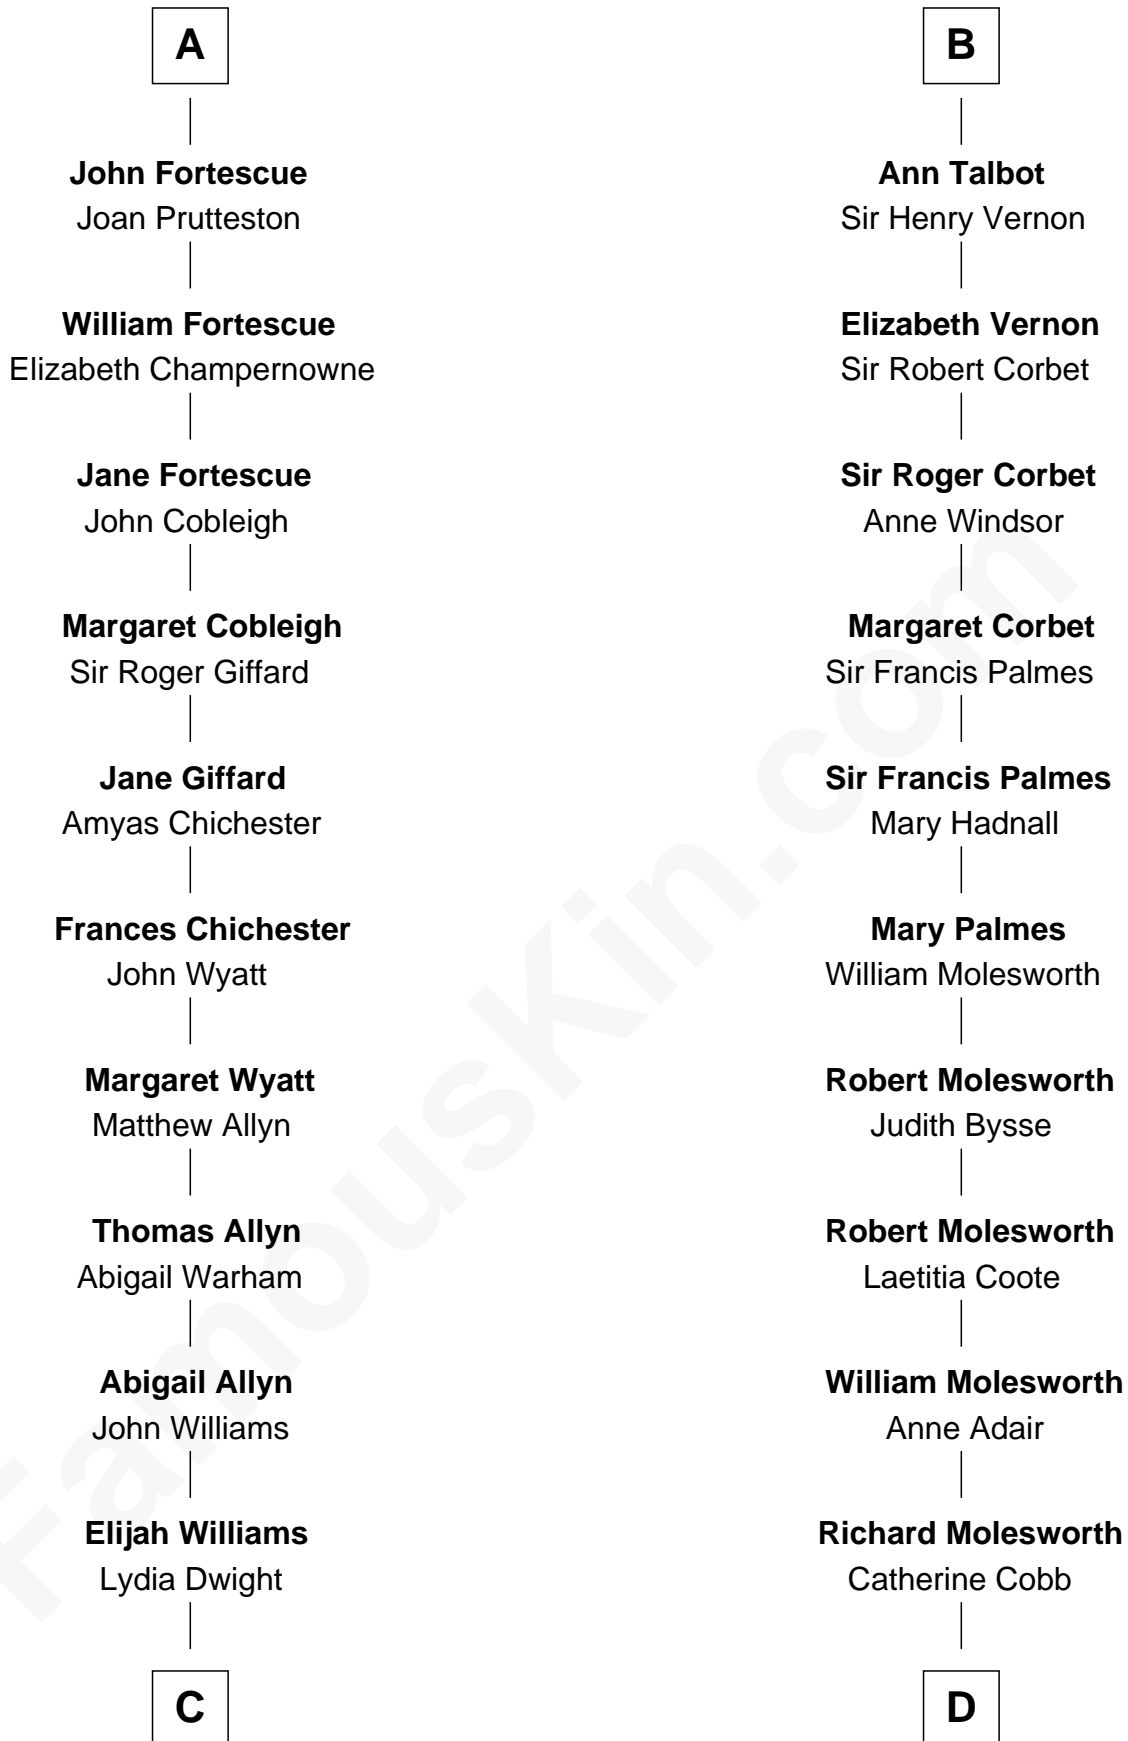 A
John Fortescue
Joan Prutteston
William Fortescue
Elizabeth Champernowne
Jane Fortescue
John Cobleigh
Margaret Cobleigh
Sir Roger Giffard
Jane Giffard
Amyas Chichester
Frances Chichester
John Wyatt
Margaret Wyatt
Matthew Allyn
Thomas Allyn
Abigail Warham
Abigail Allyn
John Williams
Elijah Williams
Lydia Dwight
C
B
Ann Talbot
Sir Henry Vernon
Elizabeth Vernon
Sir Robert Corbet
Sir Roger Corbet
Anne Windsor
Margaret Corbet
Sir Francis Palmes
Sir Francis Palmes
Mary Hadnall
Mary Palmes
William Molesworth
Robert Molesworth
Judith Bysse
Robert Molesworth
Laetitia Coote
William Molesworth
Anne Adair
Richard Molesworth
Catherine Cobb
D
FamousKin.com